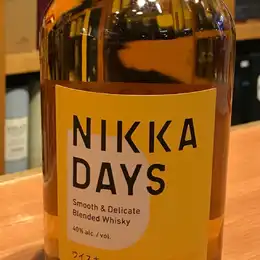 NIKKA
DAYS
Smooth & Delicate
Blended Whisky
40% alc / vol.